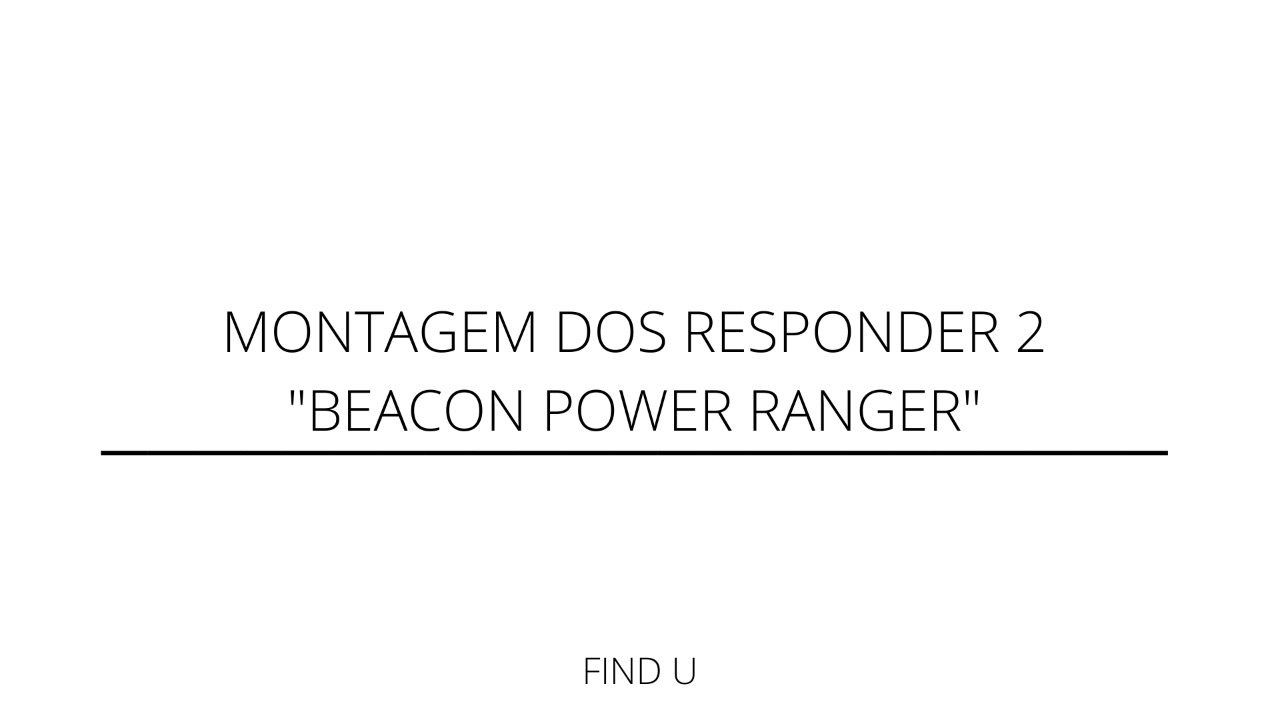 MONTAGEM DOS RESPONDER 2
"BEACON POWER RANGER"
FIND U